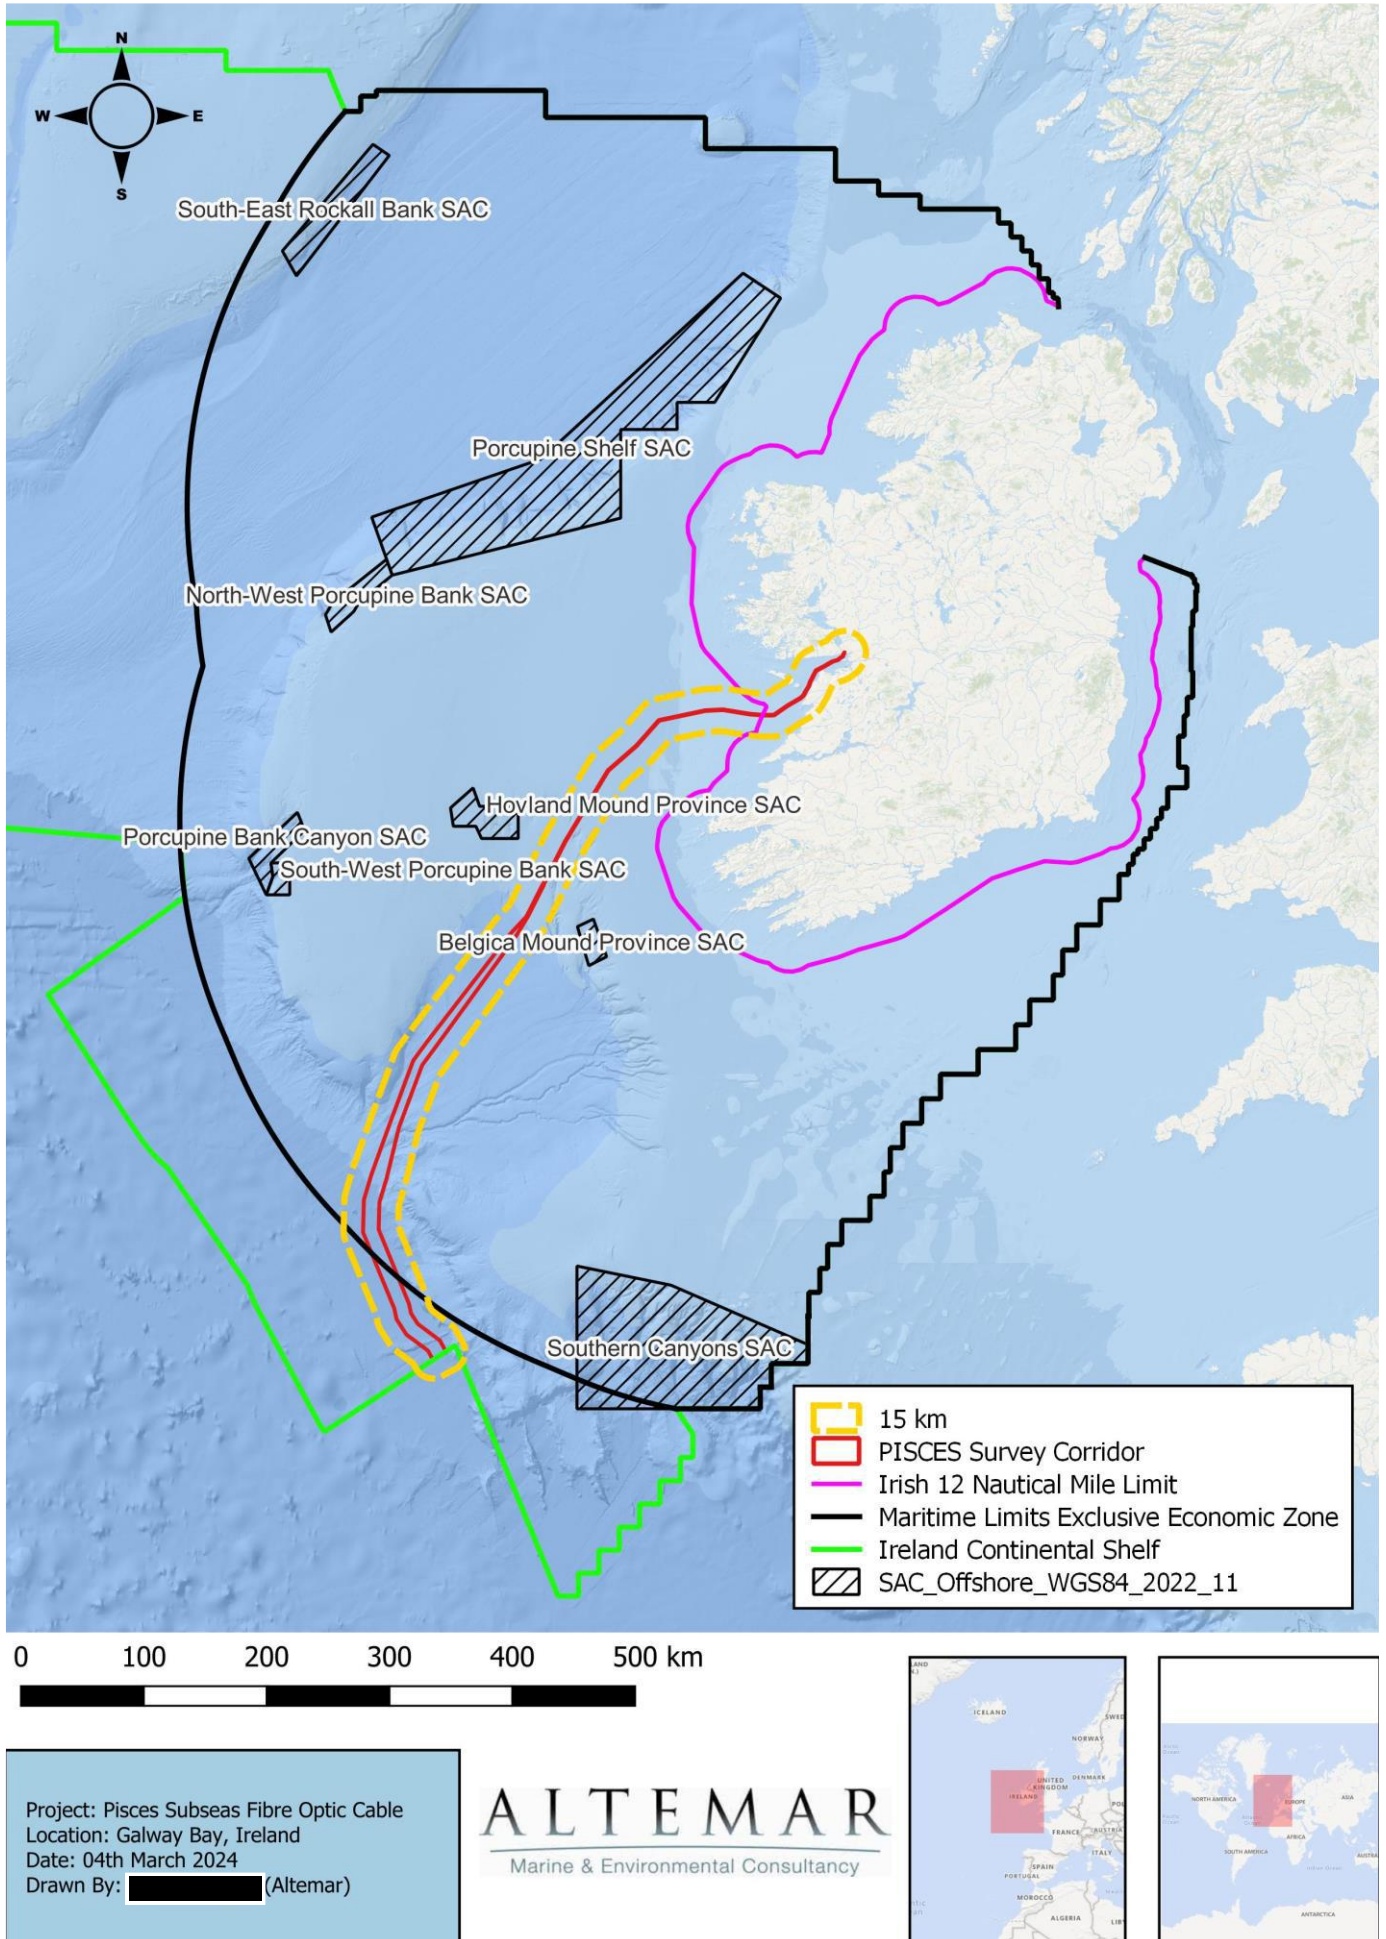 N
W
E
S
South-East Rockall Bank SAC
Porcupine Shelf SAC
North-West Porcupine Bank SAC
Hovland Mound Province SAC
Porcupine Bank Canyon SAC
South-West Porcupine Bank SAC
Belgica Mound Province SAC
Southern Canyons SAC
15 km
PISCES Survey Corridor
Irish 12 Nautical Mile Limit
Maritime Limits Exclusive Economic Zone
Ireland Continental Shelf
SAC_Offshore_WGS84_2022_11
0 100 200 300 400 500 km
Project: Pisces Subseas Fibre Optic Cable
Location: Galway Bay, Ireland
Date: 04th March 2024
Drawn By: (Altemar)
ALTEMAR
Marine & Environmental Consultancy
ICELAND
NORWAY
UNITED
KINGDOM
DENMARK
IRELAND
FRANCE
AUSTRIA
ITALY
SPAIN
PORTUGAL
MOROCCO
ALGERIA
NORTH AMERICA
EUROPE
ASIA
AFRICA
SOUTH AMERICA
ANTARCTICA